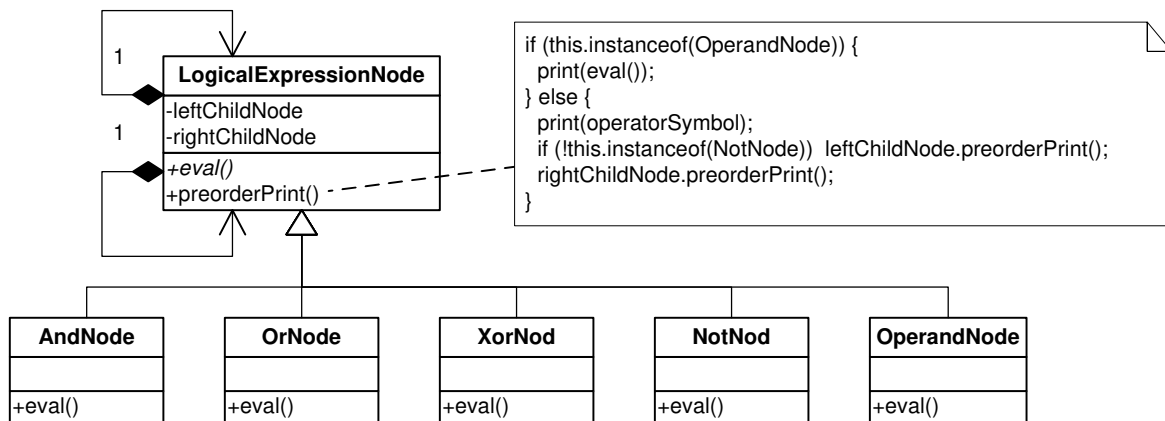 1
LogicalExpressionNode
-leftChildNode
-rightChildNode
1
+eval()
+preorderPrint()
if (this.instanceof(OperandNode)) {
print(eval());
} else {
print(operatorSymbol);
if (!this.instanceof(NotNode)) leftChildNode.preorderPrint();
rightChildNode.preorderPrint();
}
AndNode
+eval()
OrNode
+eval()
XorNod
+eval()
NotNod
+eval()
OperandNode
+eval()